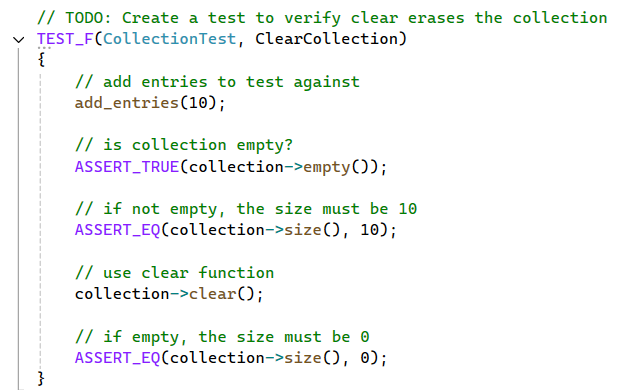 // TODO: Create a test to verify clear erases the collection
TEST_F(CollectionTest, ClearCollection)
{
// add entries to test against
add_entries(10);
// is collection empty?
ASSERT_TRUE(collection->empty());
// if not empty, the size must be 10
ASSERT_EQ(collection->size(), 10);
// use clear function
collection->clear();
// if empty, the size must be 0
ASSERT_EQ(collection->size(), 0);
}